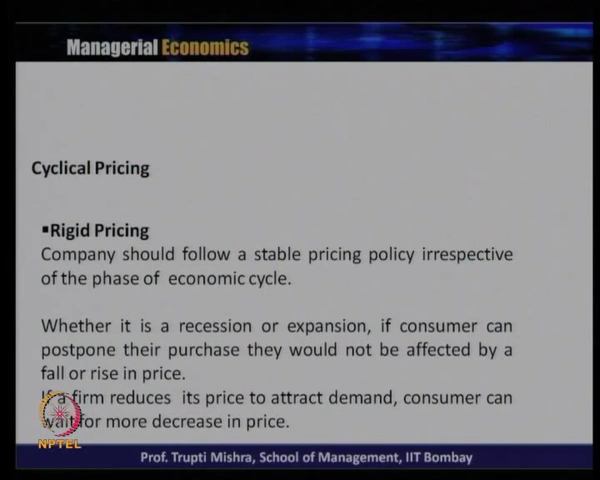 Managerial Economics
Cyclical Pricing
▪Rigid Pricing
Company should follow a stable pricing policy irrespective
of the phase of economic cycle.
Whether it is a recession or expansion, if consumer can
postpone their purchase they would not be affected by a
fall or rise in price.
If a firm reduces its price to attract demand, consumer can
wait for more decrease in price.
NPTEL
Prof. Trupti Mishra, School of Management, IIT Bombay